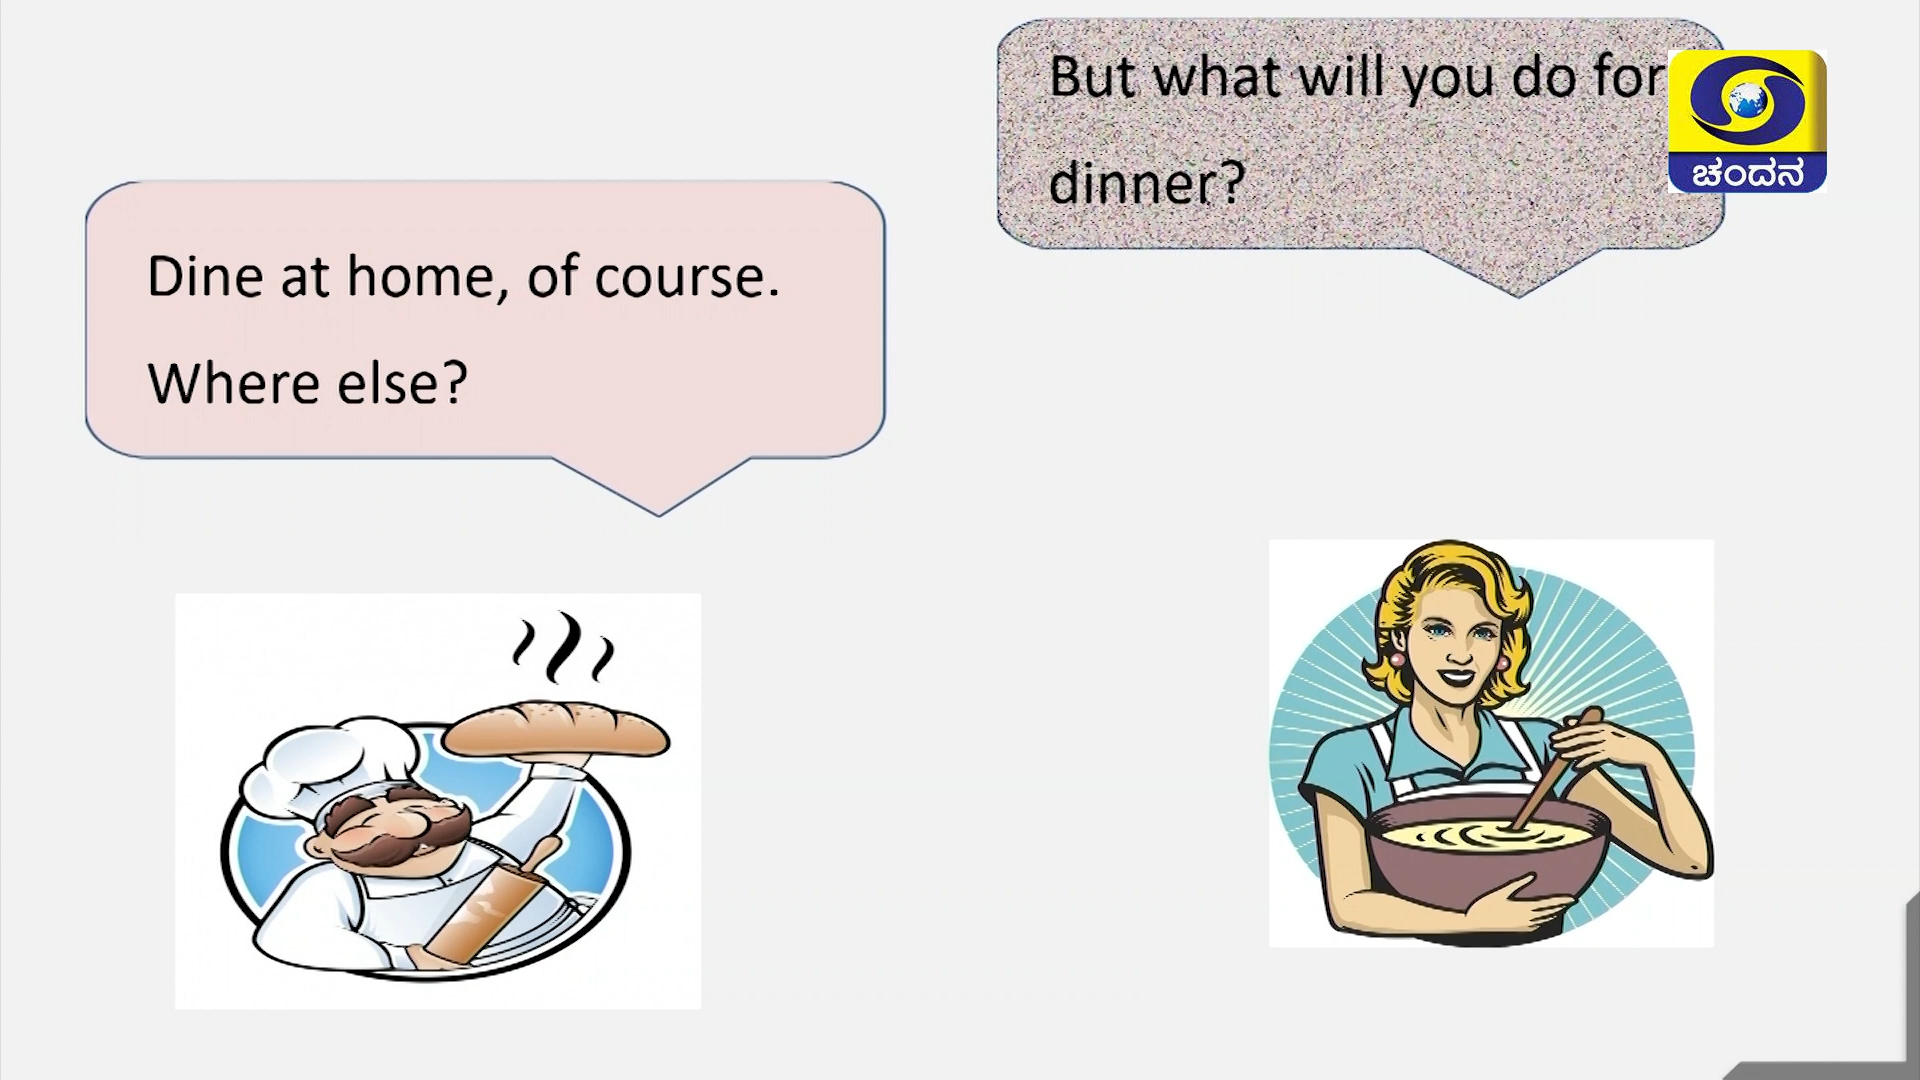 But what will you do for
dinner?
ಚಂದನ
Dine at home, of course.
Where else?